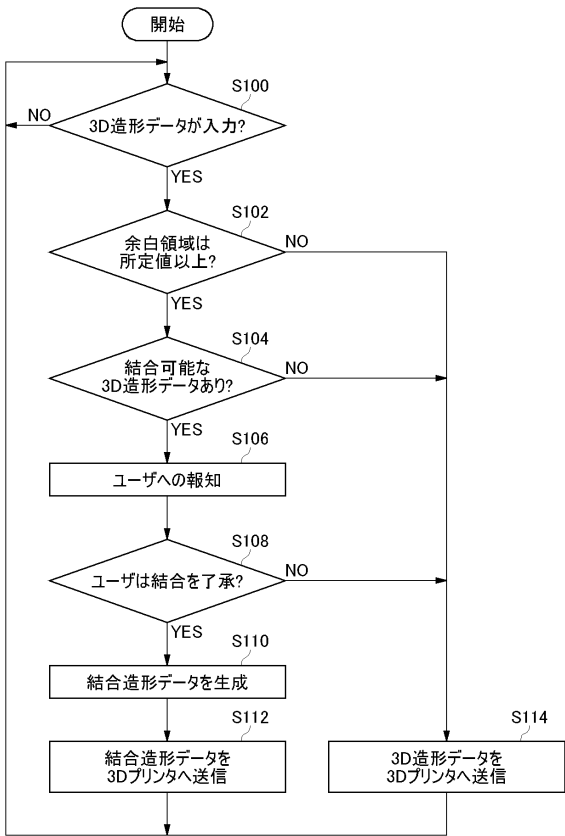 開始
S100
3D造形データが入力?
NO
YES
S102
余白領域は
所定値以上?
NO
YES
S104
結合可能な
3D造形データあり?
NO
YES
S106
ユーザへの報知
S108
ユーザは結合を了承?
NO
YES
S110
結合造形データを生成
S112
結合造形データを
3Dプリンタへ送信
S114
3D造形データを
3Dプリンタへ送信